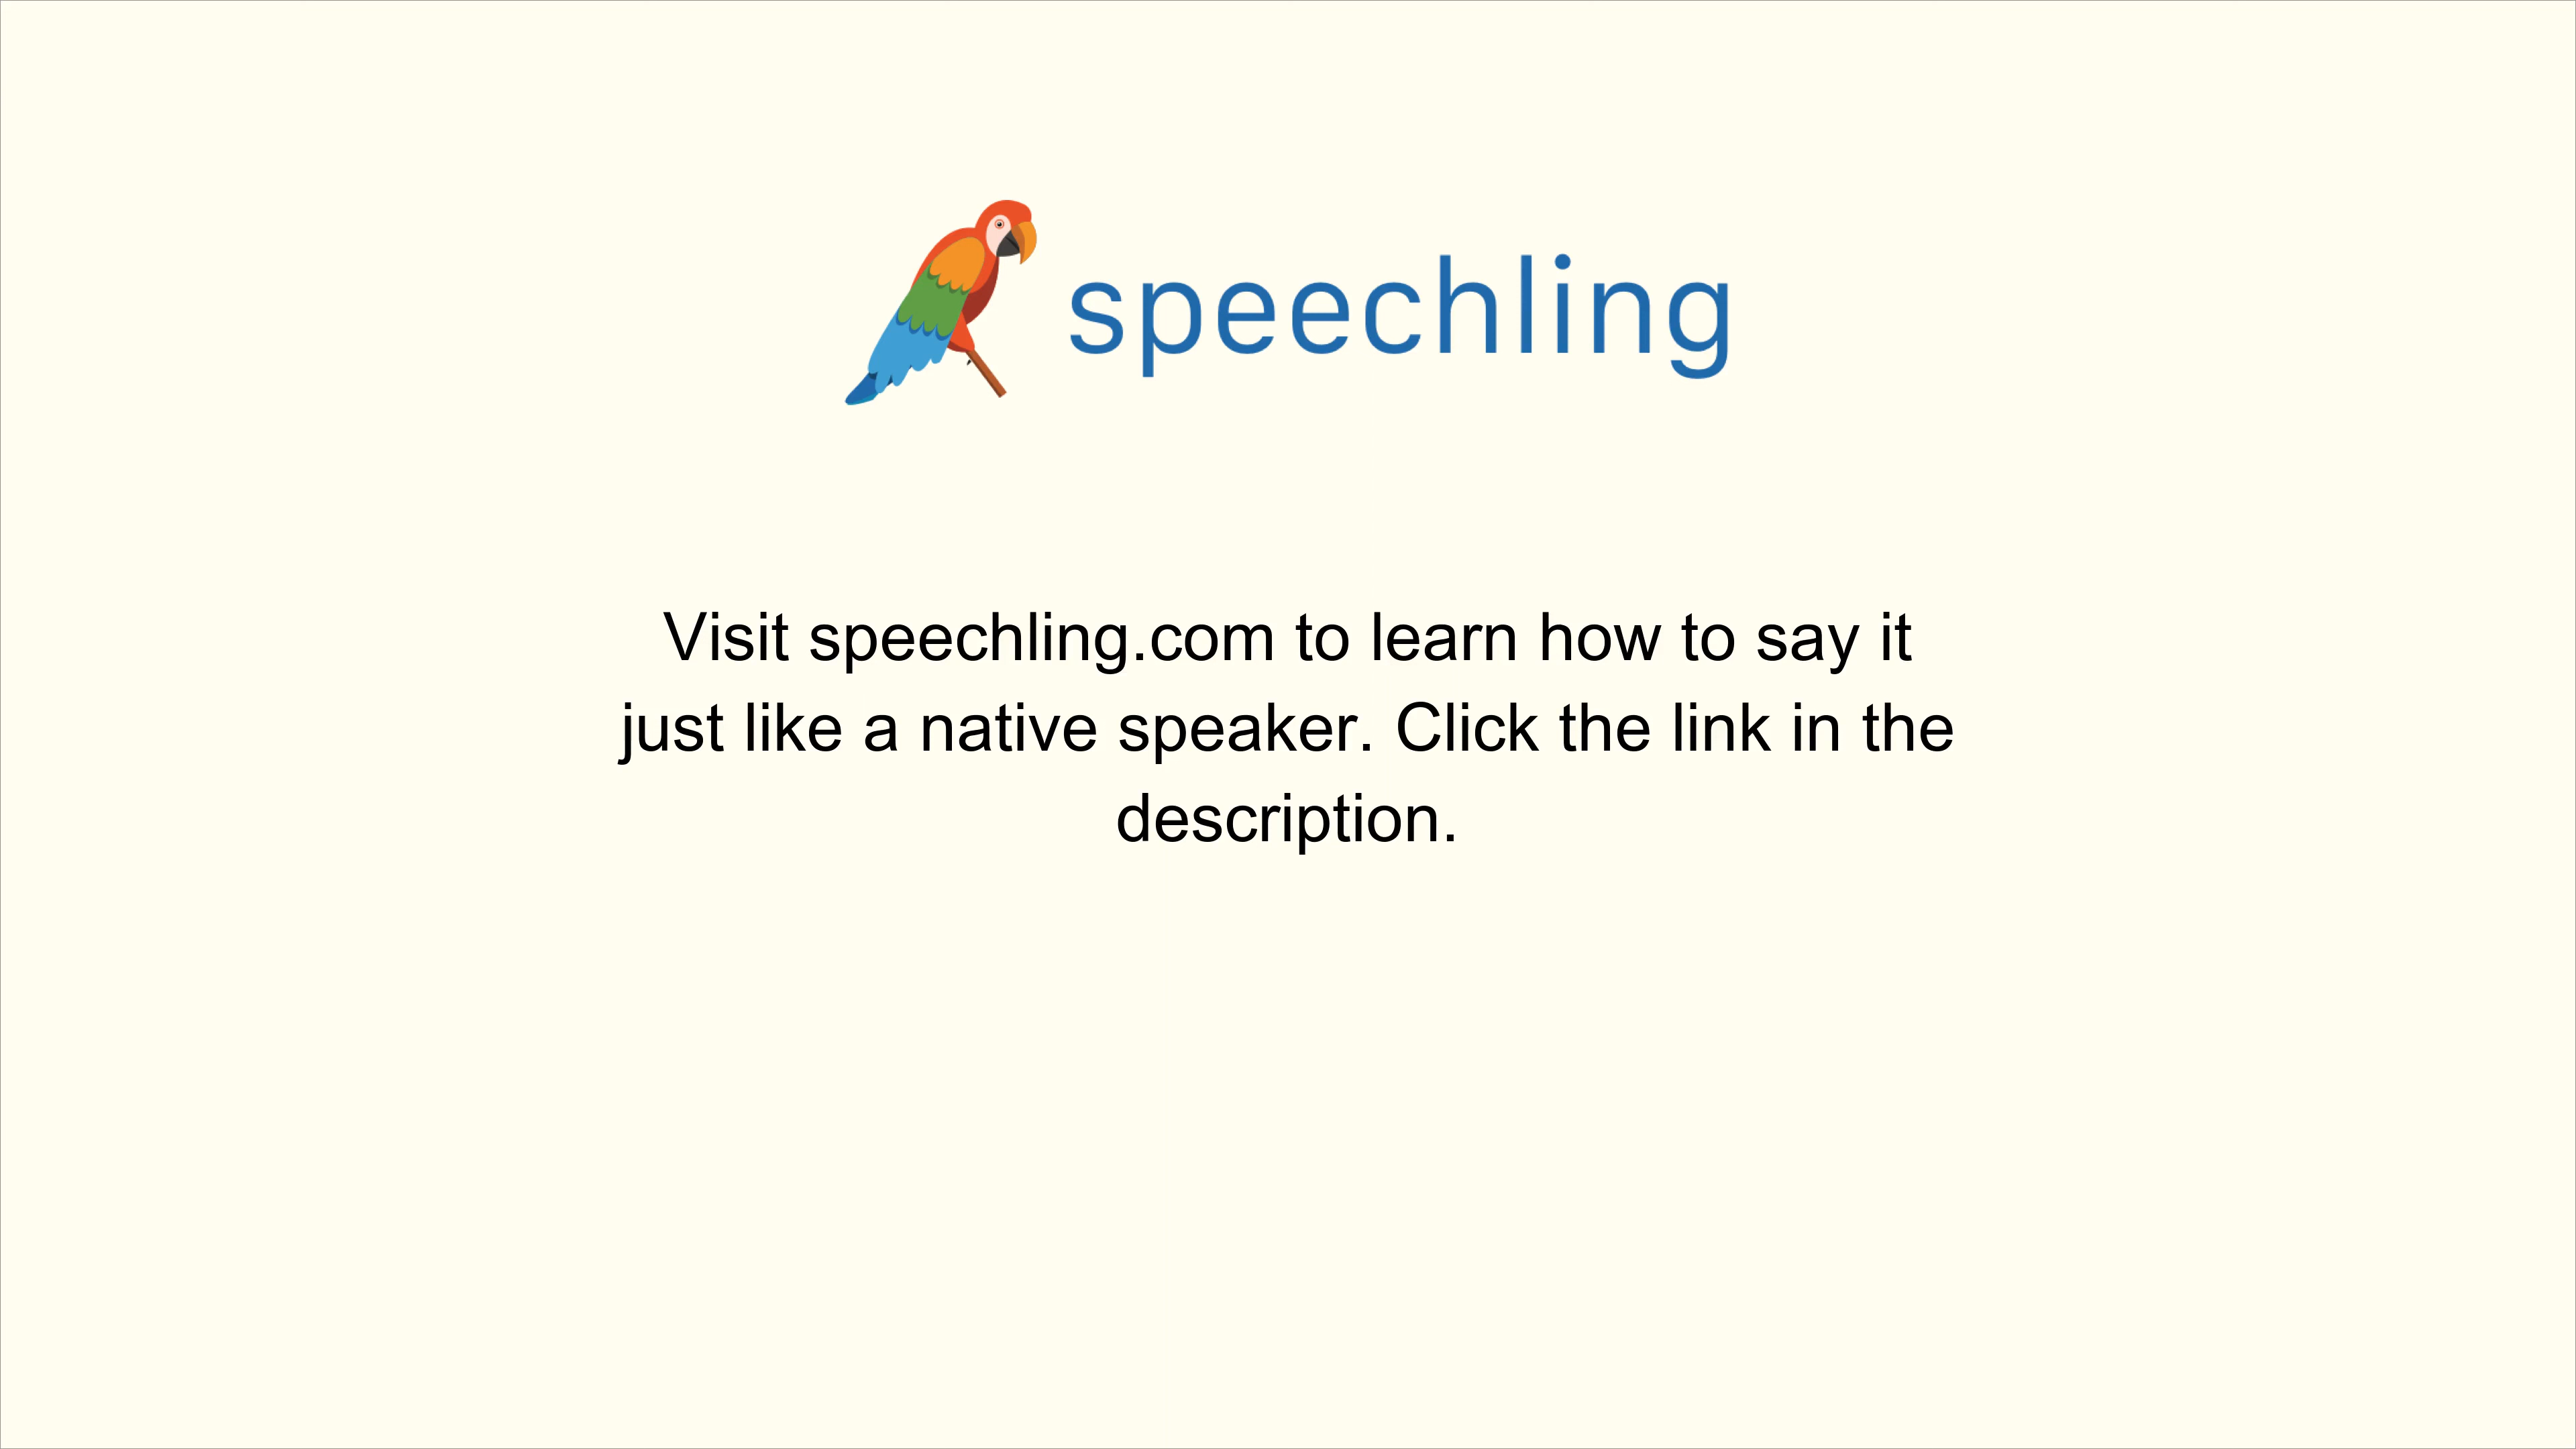 speechling
Visit speechling.com to learn how to say it
just like a native speaker. Click the link in the
description.